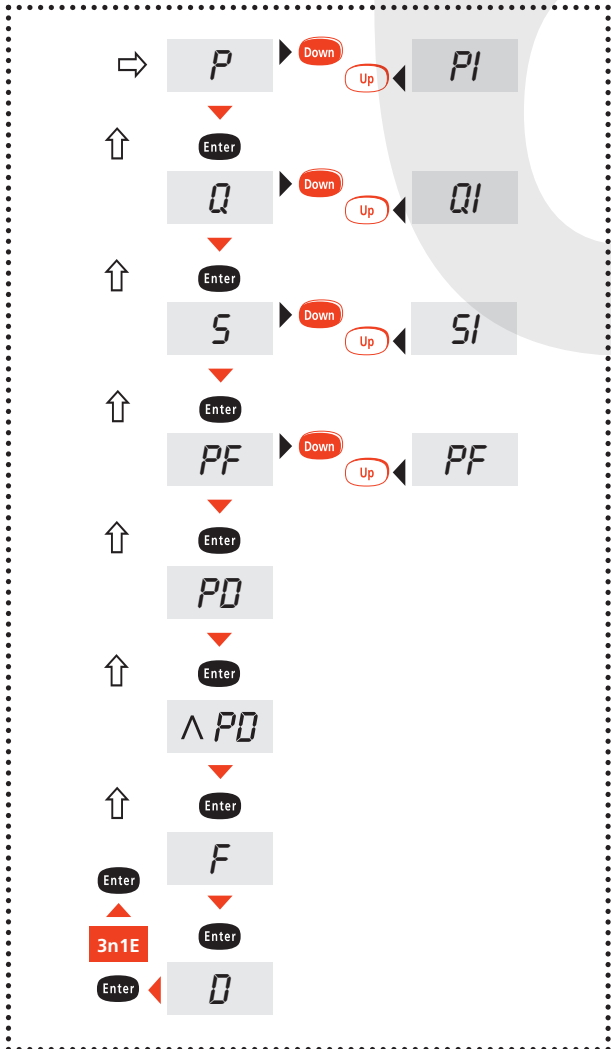 P Down Up PI
Enter
Q Down Up QI
Enter
S Down Up SI
Enter
PF Down Up PF
Enter
PD
Enter
Λ PD
Enter
F
Enter Enter
3n1E
Enter D